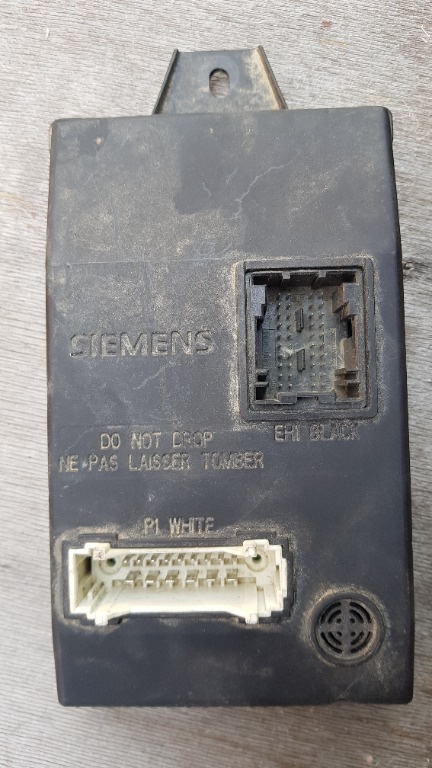 SIEMENS
DO NOT DROP
NE PAS LAISSER TOMBER
EH1 BLACK
P1 WHITE